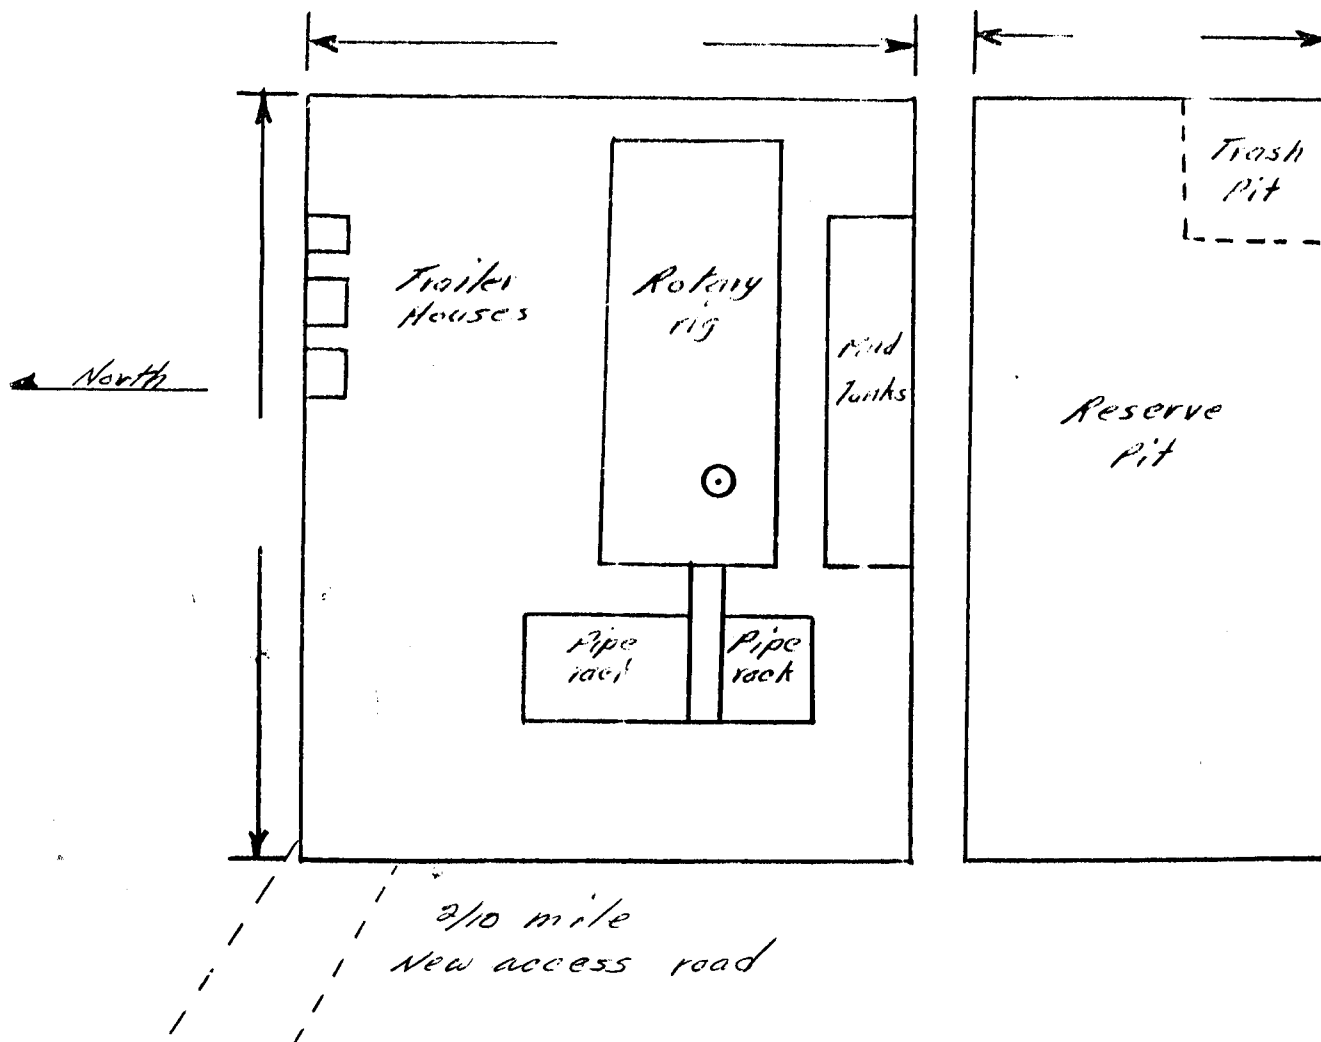 Trash
Pit
Trailer
Houses
Rotary
rig
Mud
Tanks
North
Reserve
Pit
Pipe
rack
Pipe
rack
2/10 mile
New access road